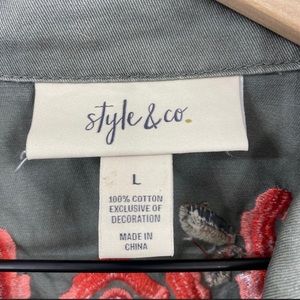 style & co.
L
100% COTTON
EXCLUSIVE OF
DECORATION
MADE IN
CHINA